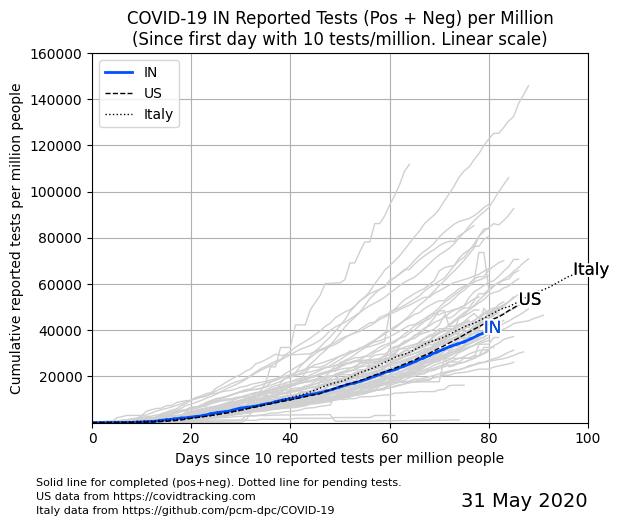 COVID-19 IN Reported Tests (Pos + Neg) per Million
(Since first day with 10 tests/million. Linear scale)
160000
140000
120000
100000
80000
60000
40000
20000
Cumulative reported tests per million people
IN
US
Italy
Italy
US
IN
0
20
40
60
80
100
Days since 10 reported tests per million people
Solid line for completed (pos+neg). Dotted line for pending tests.
US data from https://covidtracking.com
Italy data from https://github.com/pcm-dpc/COVID-19
31 May 2020